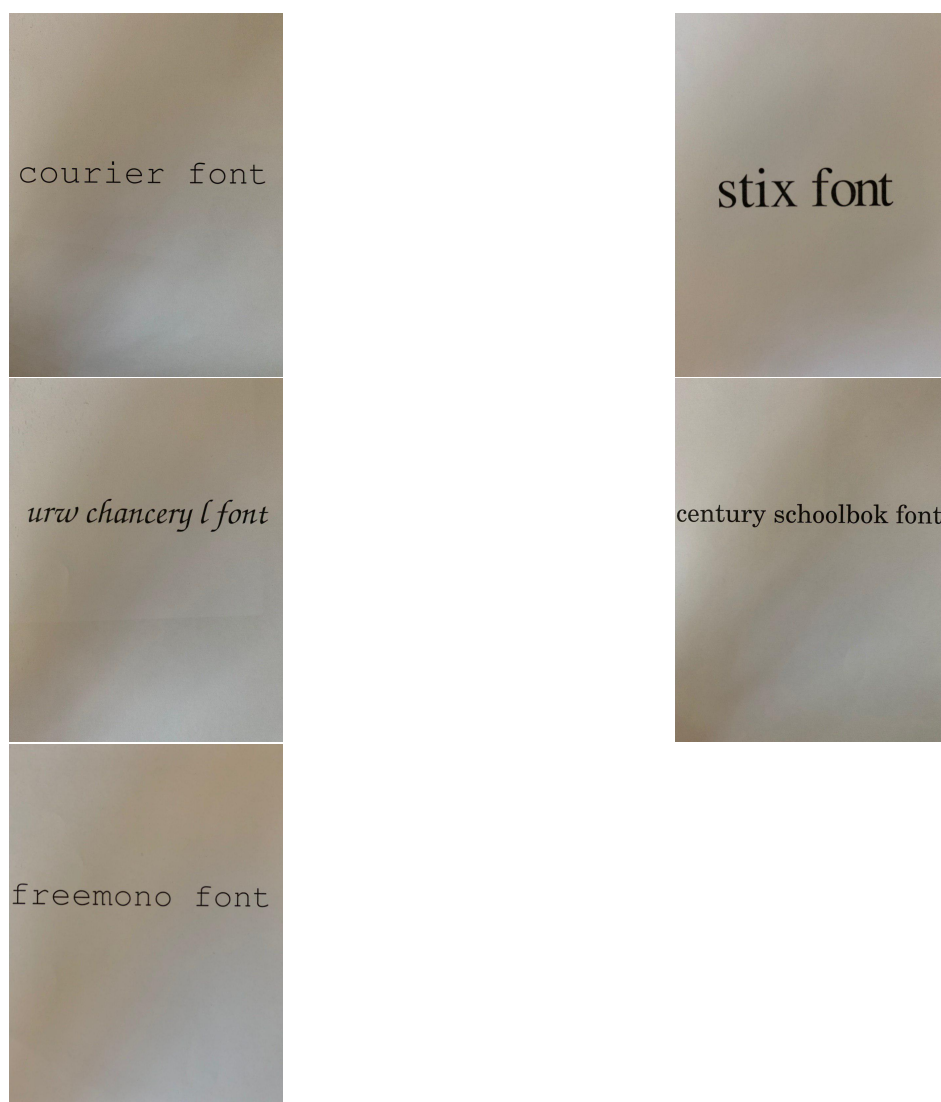 courier font
stix font
urw chancery l font
century schoolbok font
freemono font